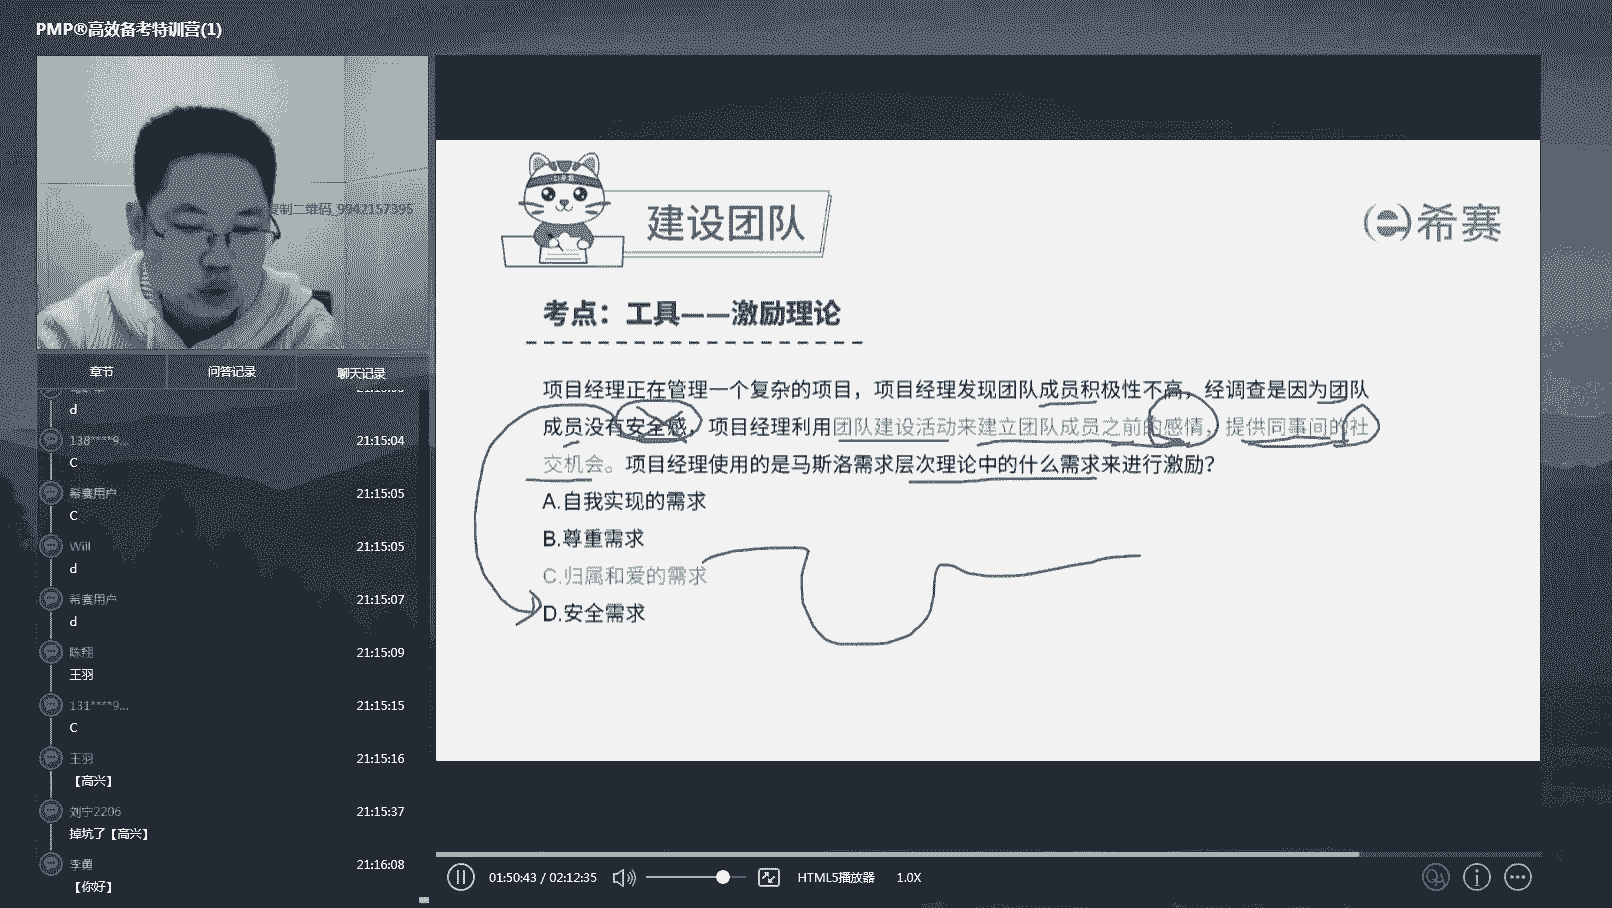 PMP®高效备考特训营(1)
复制二维码_9942157395
章节
问答记录
聊天记录
d
138****9...
21:15:04
C
希赛用户
21:15:05
C
Will
21:15:05
d
希赛用户
21:15:07
d
陈翔
21:15:09
王羽
131****9...
21:15:15
C
王羽
21:15:16
【高兴】
刘宁2206
21:15:37
掉坑了【高兴】
李菌
21:16:08
【你好】
建设团队
希赛
考点：工具——激励理论
项目经理正在管理一个复杂的项目，项目经理发现团队成员积极性不高，经调查是因为团队
成员没有安全感，项目经理利用团队建设活动来建立团队成员之前的感情，提供同事间的社
交机会。项目经理使用的是马斯洛需求层次理论中的什么需求来进行激励？
A.自我实现的需求
B.尊重需求
C.归属和爱的需求
D.安全需求
01:50:43 / 02:12:35
HTML5播放器
1.0X